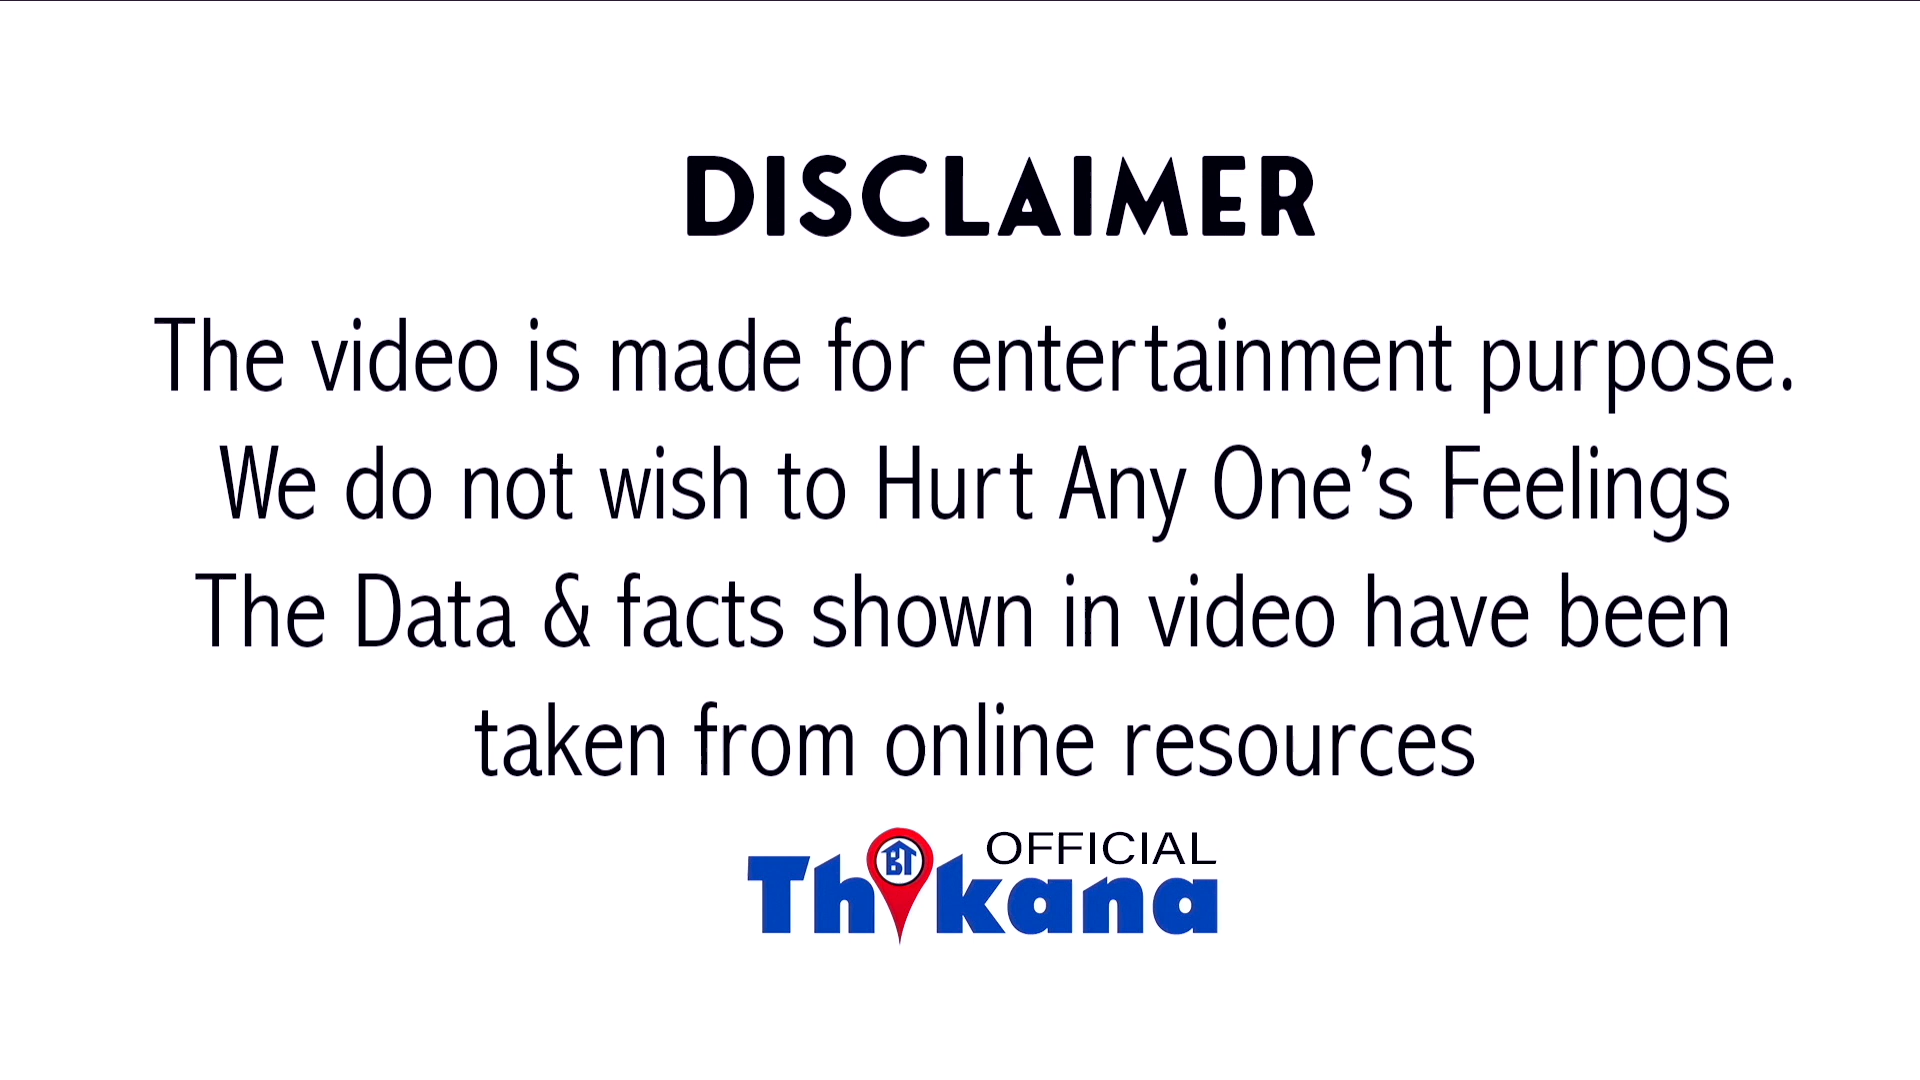 DISCLAIMER
The video is made for entertainment purpose.
We do not wish to Hurt Any One’s Feelings
The Data & facts shown in video have been
taken from online resources
OFFICIAL
BT
Thikana